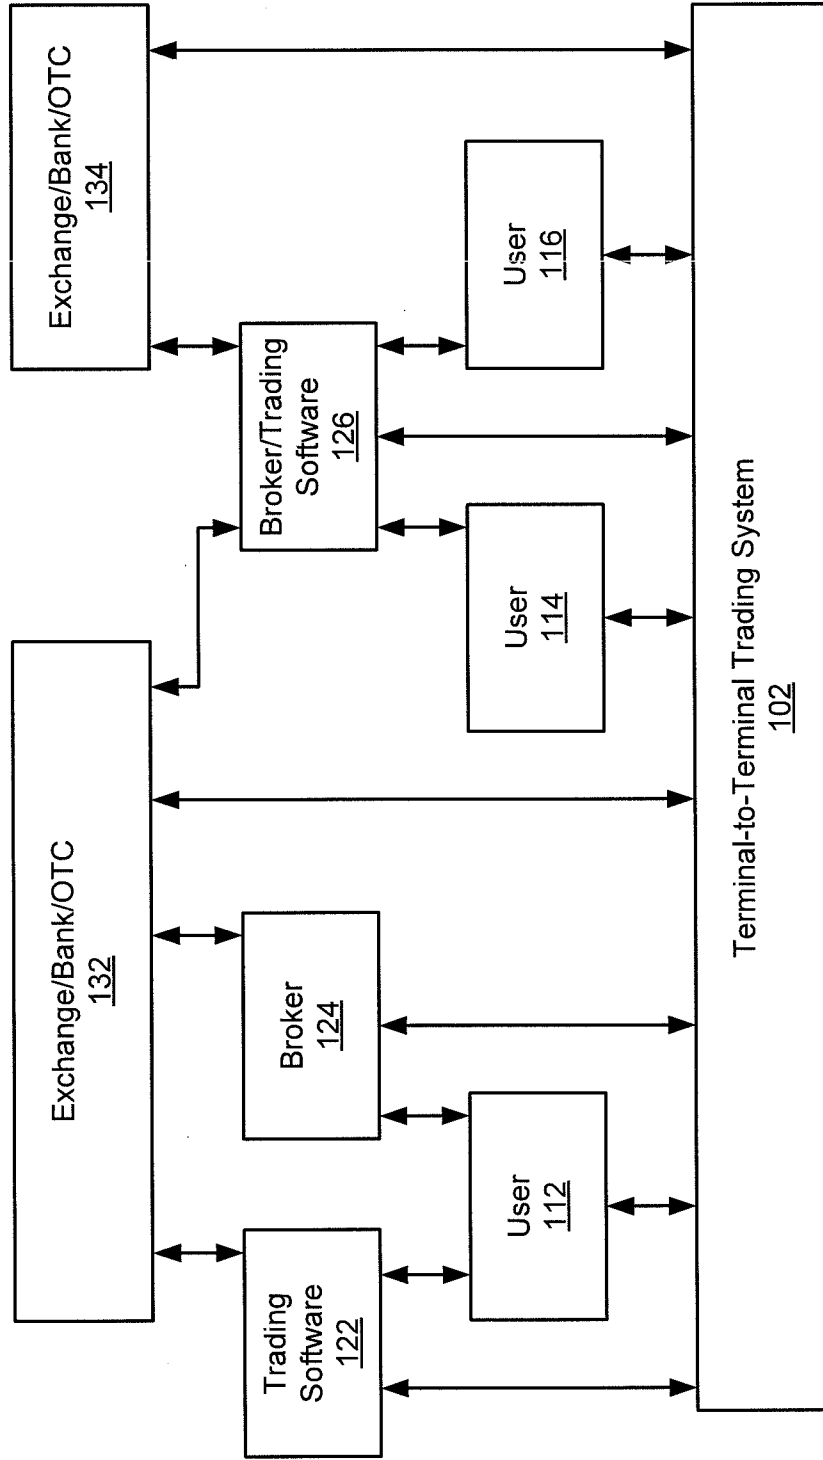 Exchange/Bank/OTC
132
Exchange/Bank/OTC
134
Trading
Software
122
Broker
124
Broker/Trading
Software
126
User
112
User
114
User
116
Terminal-to-Terminal Trading System
102